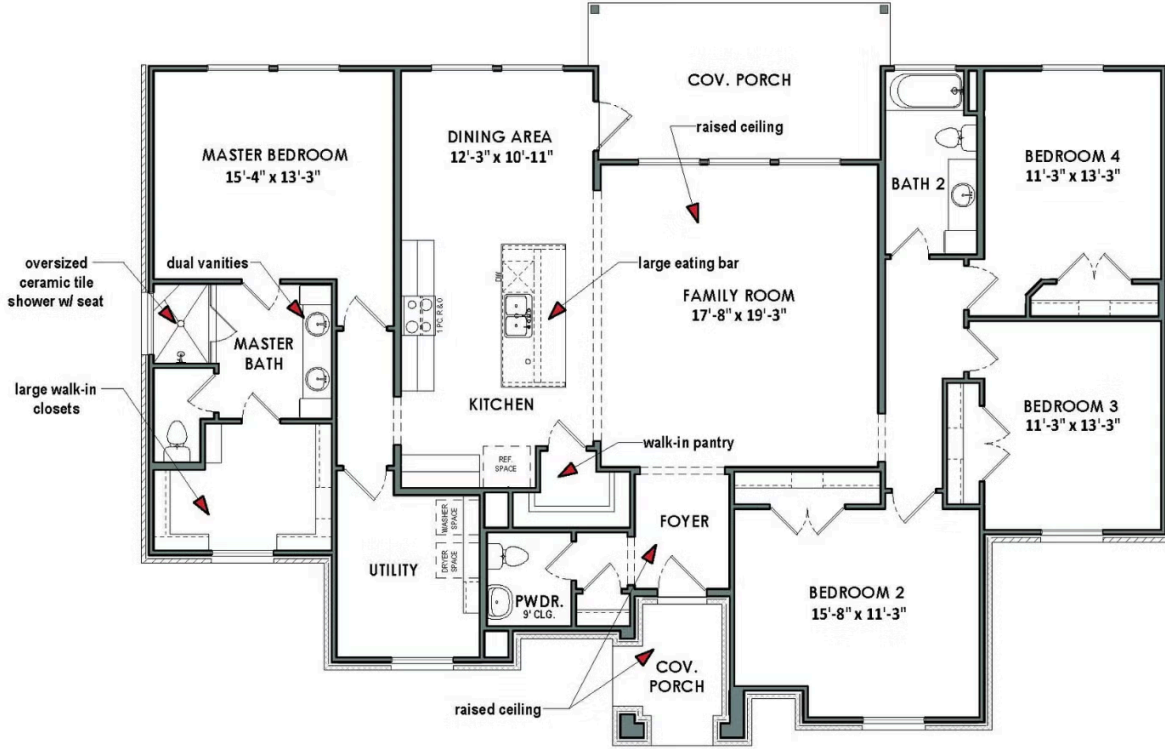 COV. PORCH
raised ceiling
MASTER BEDROOM
15'-4" x 13'-3"
DINING AREA
12'-3" x 10'-11"
BATH 2
BEDROOM 4
11'-3" x 13'-3"
oversized
ceramic tile
shower w/ seat
dual vanities
DW
large eating bar
1 PC. R & O
FAMILY ROOM
17'-8" x 19'-3"
MASTER
BATH
large walk-in
closets
KITCHEN
BEDROOM 3
11'-3" x 13'-3"
REF.
SPACE
walk-in pantry
WASHER
SPACE
DRYER
SPACE
FOYER
UTILITY
PWDR.
9' CLG.
BEDROOM 2
15'-8" x 11'-3"
COV.
PORCH
raised ceiling